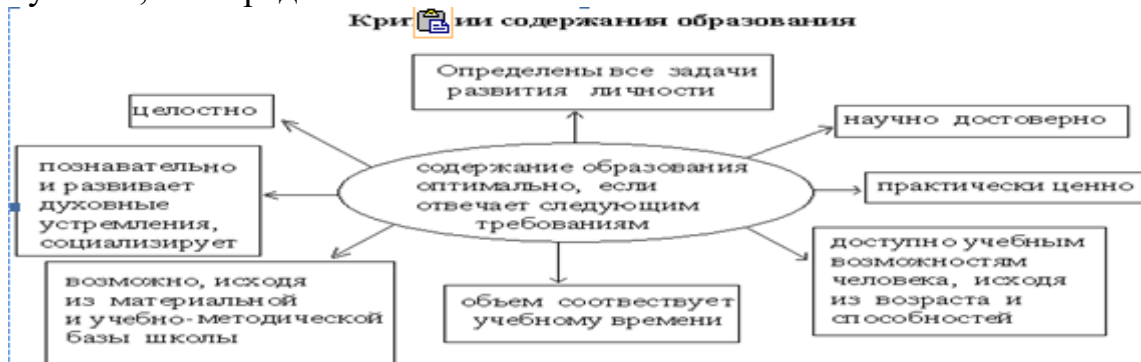 Критерии содержания образования
Определены все задачи
развития личности
целостно
научно достоверно
познавательно
и развивает
духовные
устремления,
социализирует
содержание образования
оптимально, если
отвечает следующим
требованиям
практически ценно
возможно, исходя
из материальной
и учебно-методической
базы школы
объем соотвествует
учебному времени
доступно учебным
возможностям
человека, исходя
из возраста и
способностей